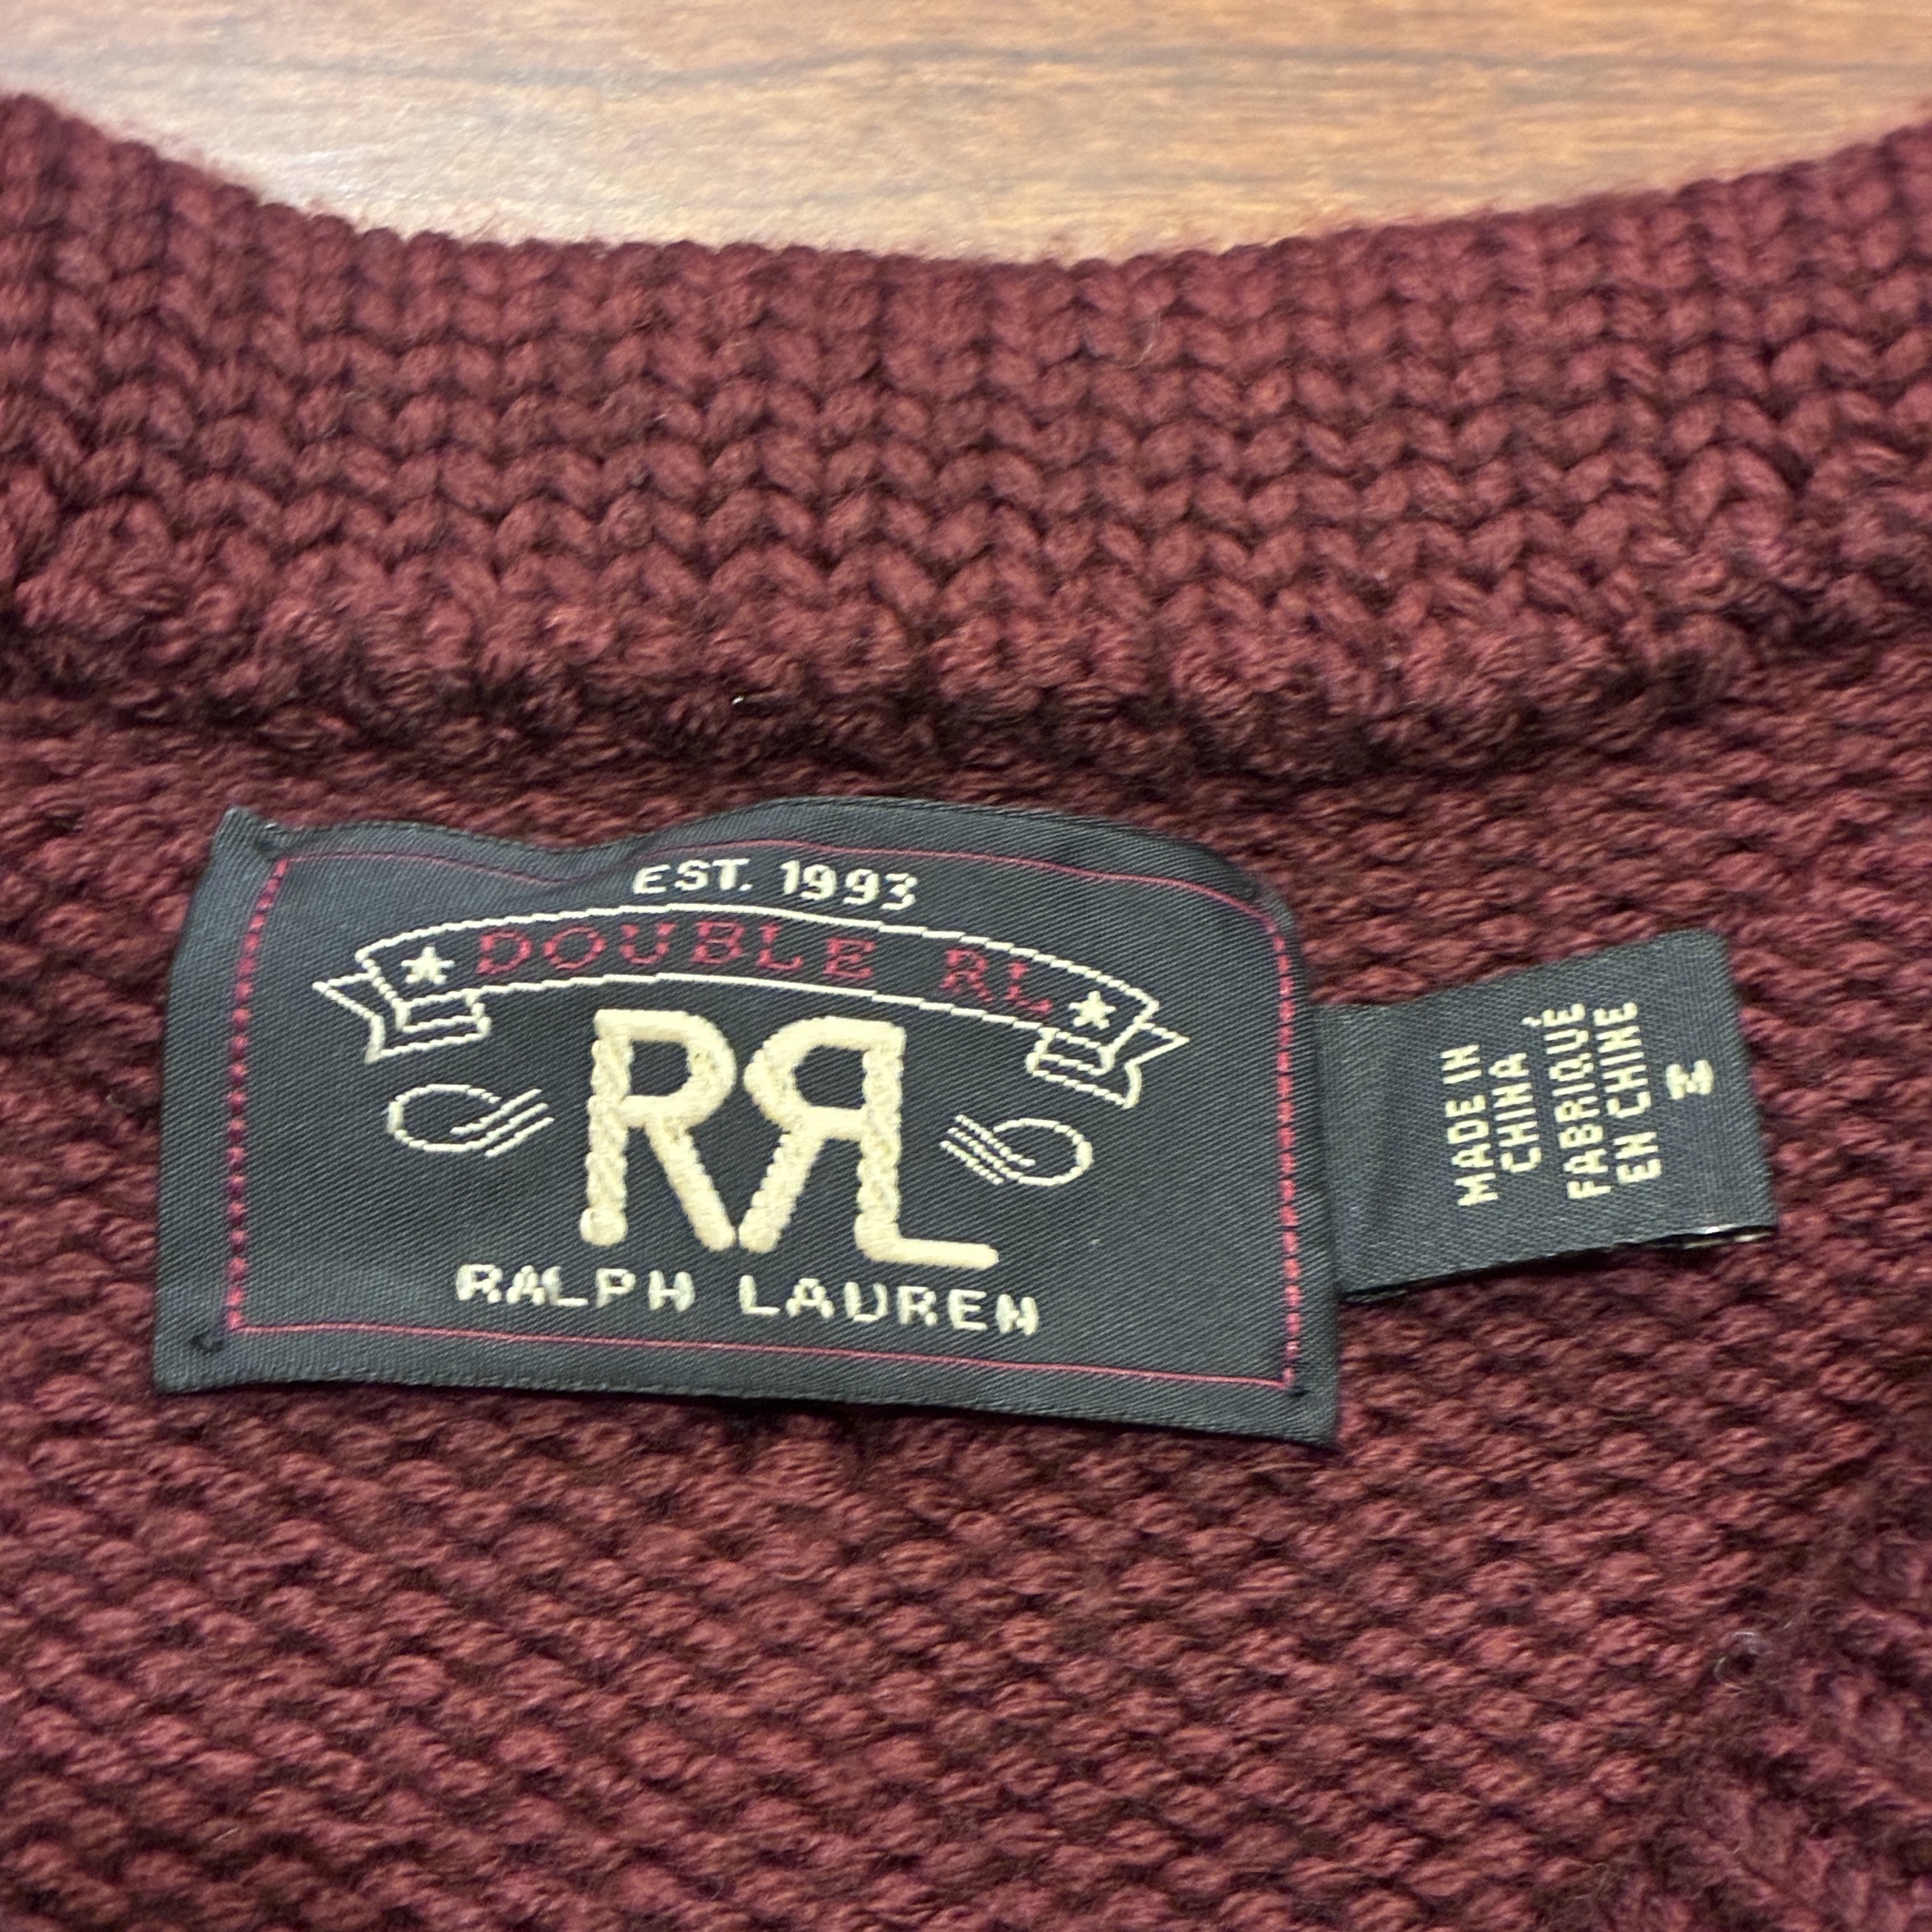 EST. 1993
DOUBLE RL
RRL
RALPH LAUREN
MADE IN
CHINA
FABRIQUÉ
EN CHINE
M